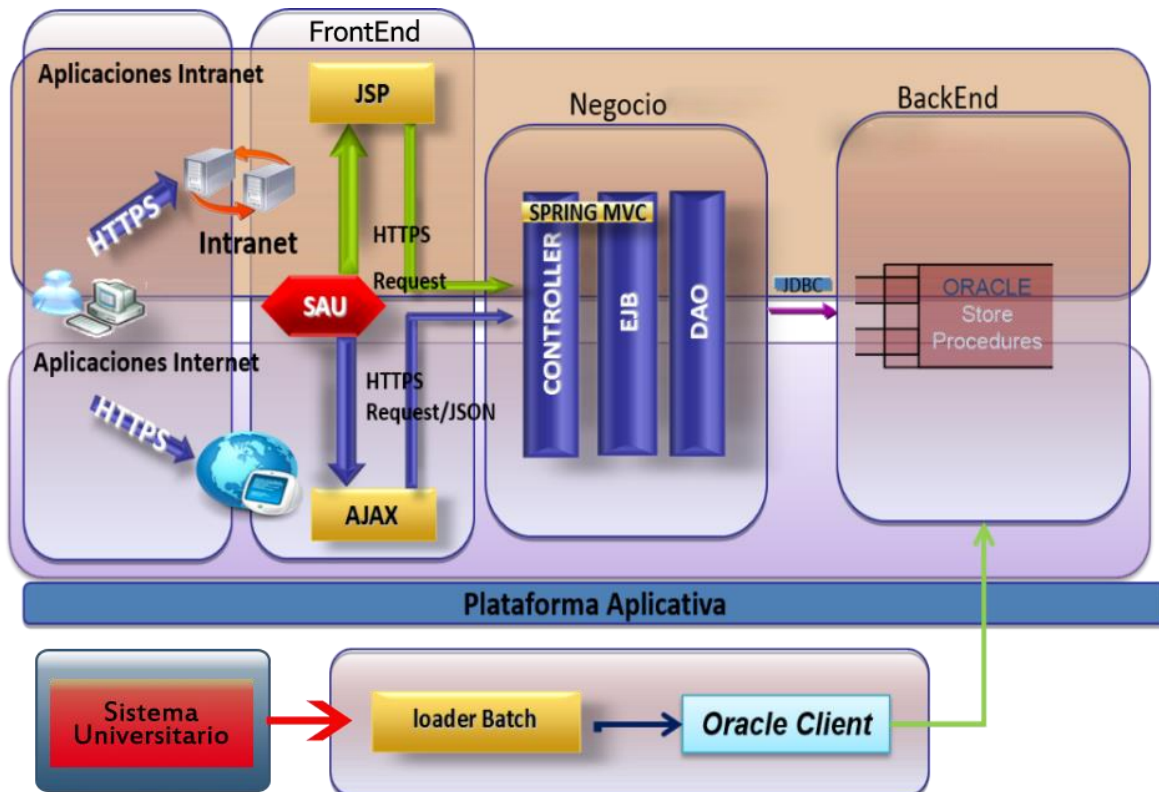 FrontEnd
Aplicaciones Intranet
JSP
Negocio
BackEnd
HTTPS
Intranet
HTTPS
Request
SPRING MVC
CONTROLLER
EJB
DAO
JDBC
ORACLE
Store
Procedures
SAU
Aplicaciones Internet
HTTPS
HTTPS
Request/JSON
AJAX
Plataforma Aplicativa
Sistema
Universitario
loader Batch
Oracle Client